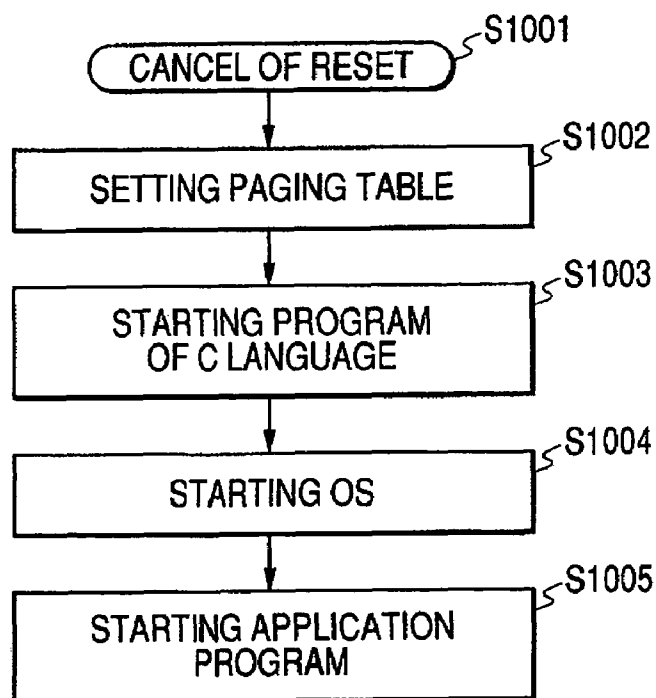 S1001
CANCEL OF RESET
S1002
SETTING PAGING TABLE
S1003
STARTING PROGRAM
OF C LANGUAGE
S1004
STARTING OS
S1005
STARTING APPLICATION
PROGRAM